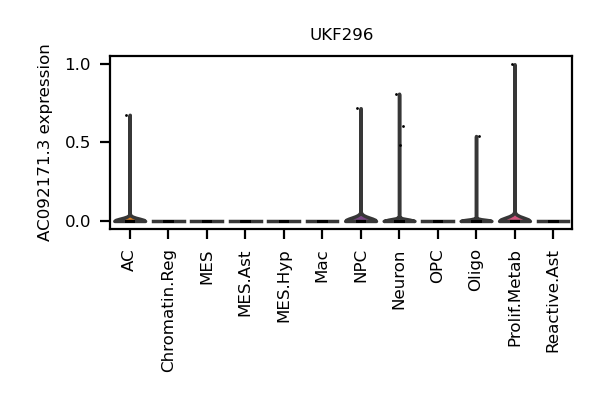 UKF296
AC092171.3 expression
1.0
0.5
0.0
AC
Chromatin.Reg
MES
MES.Ast
MES.Hyp
Mac
NPC
Neuron
OPC
Oligo
Prolif.Metab
Reactive.Ast